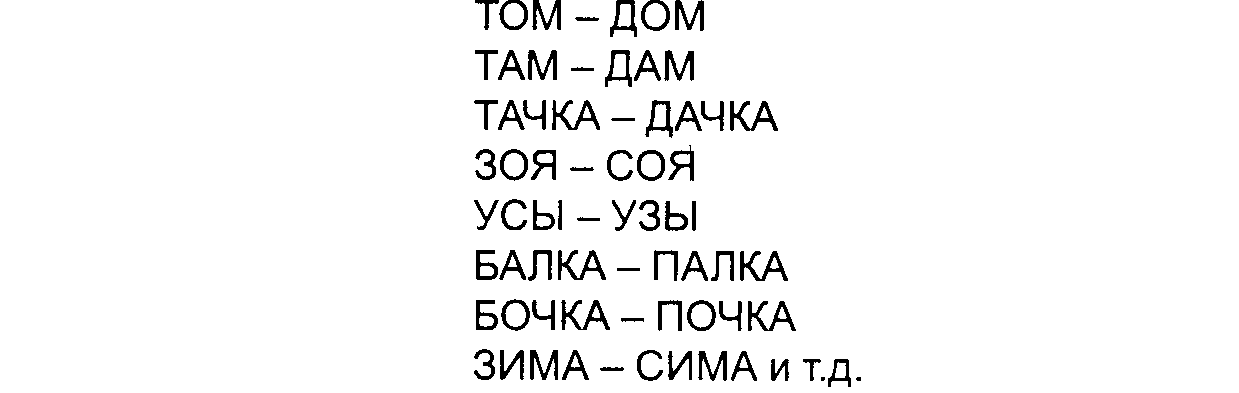 ТОМ – ДОМ
ТАМ – ДАМ
ТАЧКА – ДАЧКА
ЗОЯ – СОЯ
УСЫ – УЗЫ
БАЛКА – ПАЛКА
БОЧКА – ПОЧКА
ЗИМА – СИМА и т.д.